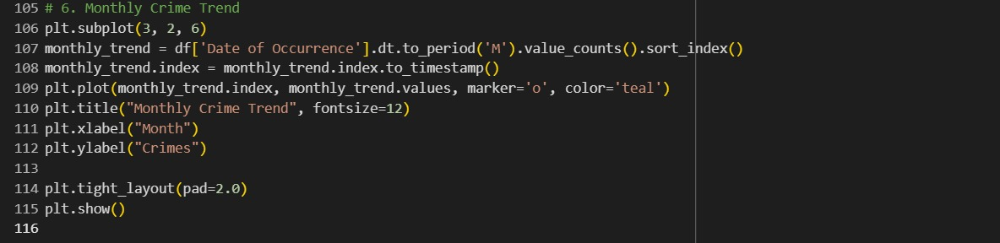 105 # 6. Monthly Crime Trend
106 plt.subplot(3, 2, 6)
107 monthly_trend = df['Date of Occurrence'].dt.to_period('M').value_counts().sort_index()
108 monthly_trend.index = monthly_trend.index.to_timestamp()
109 plt.plot(monthly_trend.index, monthly_trend.values, marker='o', color='teal')
110 plt.title("Monthly Crime Trend", fontsize=12)
111 plt.xlabel("Month")
112 plt.ylabel("Crimes")
113
114 plt.tight_layout(pad=2.0)
115 plt.show()
116